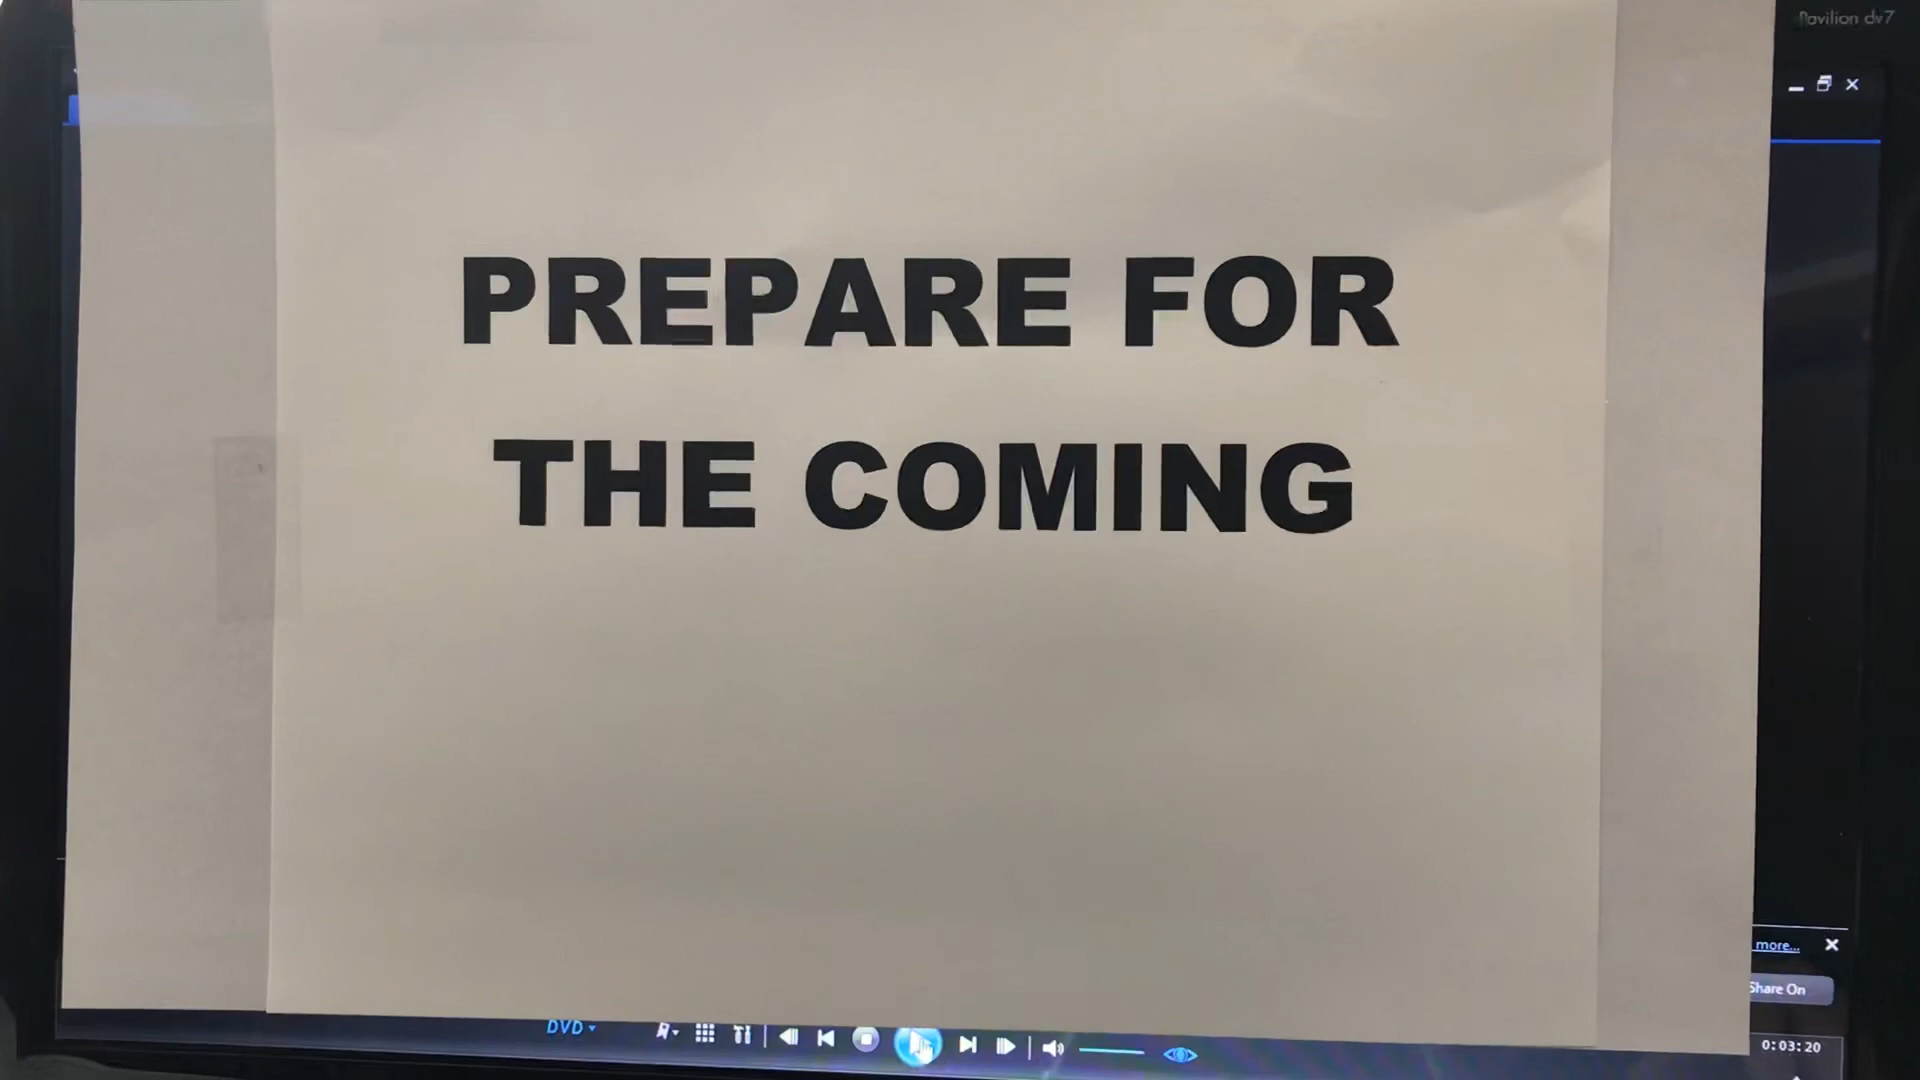 Pavilion dv7
PREPARE FOR
THE COMING
more...
Share On
DVD
0:03:20